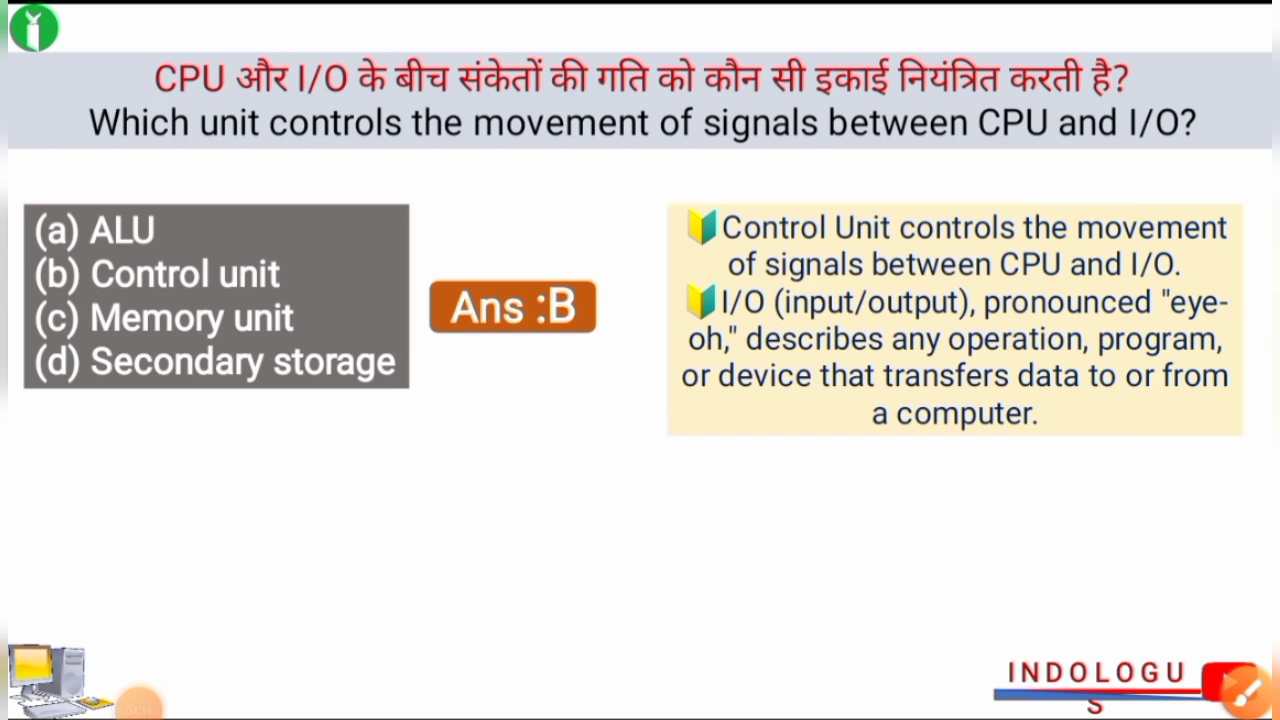 CPU और I/O के बीच संकेतों की गति को कौन सी इकाई नियंत्रित करती है?
Which unit controls the movement of signals between CPU and I/O?
(a) ALU
(b) Control unit
(c) Memory unit
(d) Secondary storage
Ans :B
Control Unit controls the movement
of signals between CPU and I/O.
I/O (input/output), pronounced "eye-
oh," describes any operation, program,
or device that transfers data to or from
a computer.
INDOLOGU
S